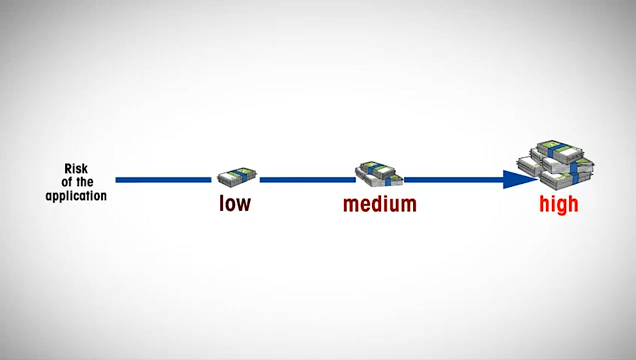 Risk
of the
application
low
medium
high